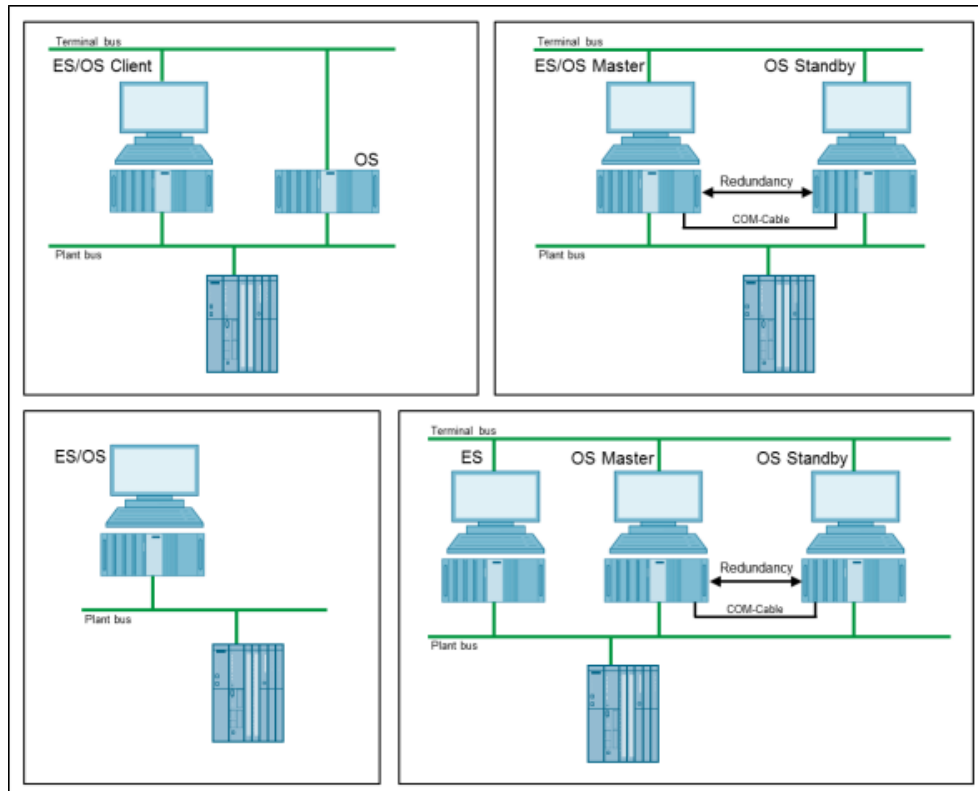 Terminal bus
ES/OS Client
OS
Plant bus
Terminal bus
ES/OS Master
OS Standby
Redundancy
COM-Cable
Plant bus
ES/OS
Plant bus
Terminal bus
ES
OS Master
OS Standby
Redundancy
COM-Cable
Plant bus